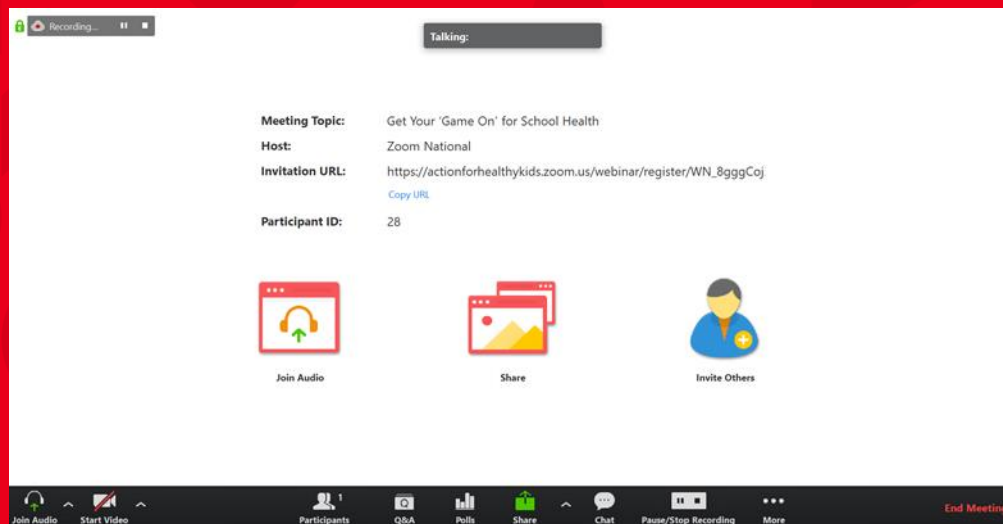 Recording...
Talking:
Meeting Topic: Get Your 'Game On' for School Health
Host: Zoom National
Invitation URL: https://actionforhealthykids.zoom.us/webinar/register/WN_8gggCoj
Copy URL
Participant ID: 28
Join Audio Share Invite Others
Join Audio Start Video Participants 1 Q&A Polls Share Chat Pause/Stop Recording More End Meeting